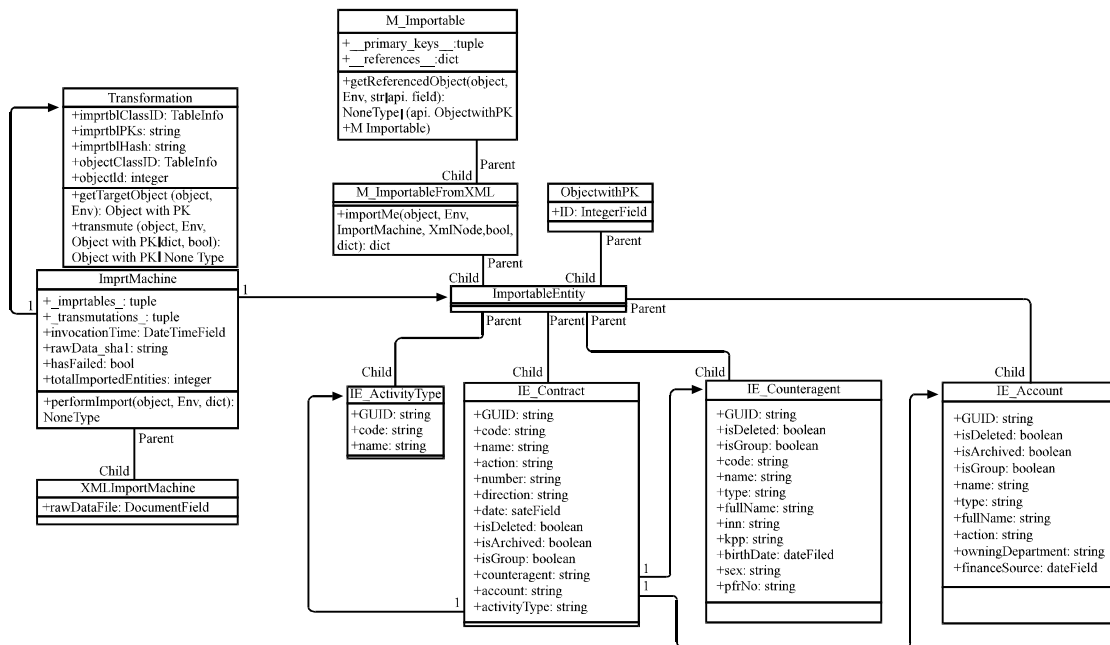 M_Importable
+__primary_keys__:tuple
+__references__:dict
+getReferencedObject(object,
Env, str|api. field):
NoneType| (api. ObjectwithPK
+M Importable)
Parent
Child
Transformation
+imprtblClassID: TableInfo
+imprtblPKs: string
+imprtblHash: string
+objectClassID: TableInfo
+objectId: integer
+getTargetObject (object,
Env): Object with PK
+transmute (object, Env,
Object with PK|dict, bool):
Object with PK| None Type
M_ImportableFromXML
+importMe(object, Env,
ImportMachine, XmlNode,bool,
dict): dict
Parent
Child
ObjectwithPK
+ID: IntegerField
Parent
Child
ImprtMachine
+_imprtables_: tuple
+_transmutations_: tuple
+invocationTime: DateTimeField
+rawData_sha1: string
+hasFailed: bool
+totalImportedEntities: integer
+performImport(object, Env, dict):
NoneType
1
1
Parent
Child
XMLImportMachine
+rawDataFile: DocumentField
ImportableEntity
Parent
Parent
Parent
Parent
Child
Child
Child
Child
IE_ActivityType
+GUID: string
+code: string
+name: string
IE_Contract
+GUID: string
+code: string
+name: string
+action: string
+number: string
+direction: string
+date: sateField
+isDeleted: boolean
+isArchived: boolean
+isGroup: boolean
+counteragent: string
+account: string
+activityType: string
1
1
1
IE_Counteragent
+GUID: string
+isDeleted: boolean
+isGroup: boolean
+code: string
+name: string
+type: string
+fullName: string
+inn: string
+kpp: string
+birthDate: dateFiled
+sex: string
+pfrNo: string
IE_Account
+GUID: string
+isDeleted: boolean
+isArchived: boolean
+isGroup: boolean
+name: string
+type: string
+fullName: string
+action: string
+owningDepartment: string
+financeSource: dateField